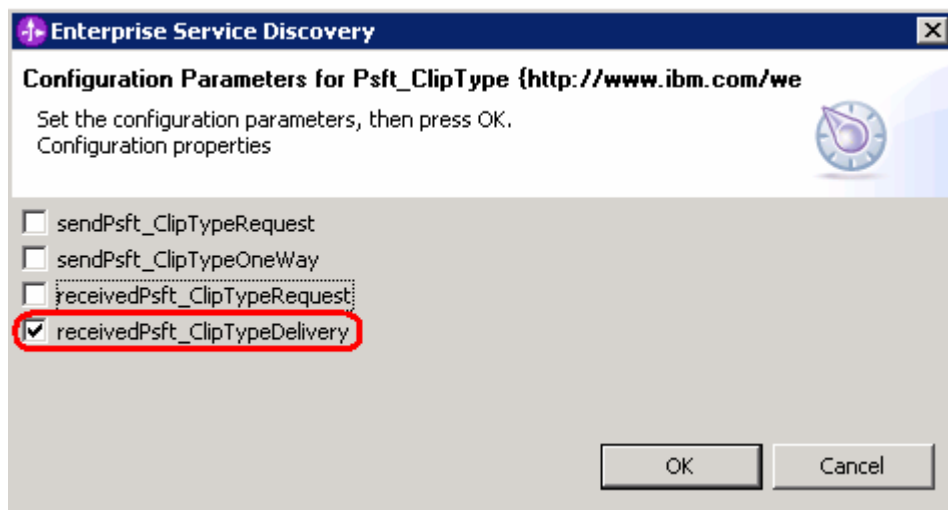 Enterprise Service Discovery
Configuration Parameters for Psft_ClipType {http://www.ibm.com/we
Set the configuration parameters, then press OK.
Configuration properties
sendPsft_ClipTypeRequest
sendPsft_ClipTypeOneWay
receivedPsft_ClipTypeRequest
receivedPsft_ClipTypeDelivery
OK Cancel